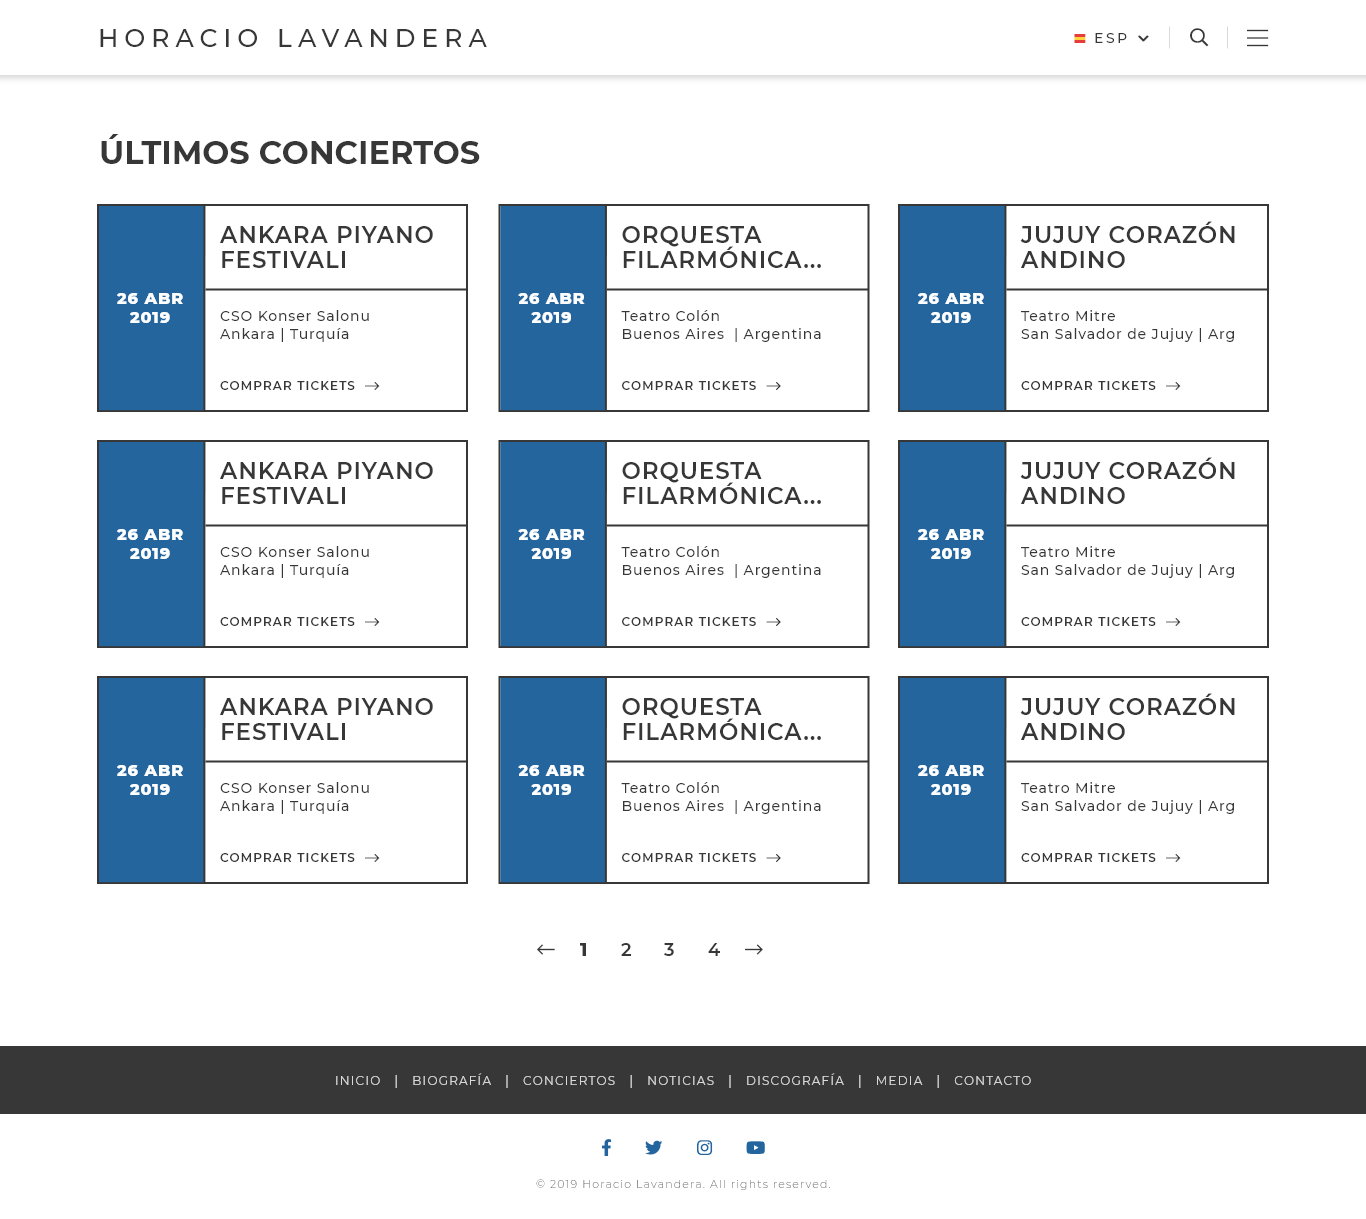 HORACIO LAVANDERA
ESP
ÚLTIMOS CONCIERTOS
26 ABR
2019
ANKARA PIYANO
FESTIVALI
CSO Konser Salonu
Ankara | Turquía
COMPRAR TICKETS
26 ABR
2019
ORQUESTA
FILARMÓNICA...
Teatro Colón
Buenos Aires | Argentina
COMPRAR TICKETS
26 ABR
2019
JUJUY CORAZÓN
ANDINO
Teatro Mitre
San Salvador de Jujuy | Arg
COMPRAR TICKETS
26 ABR
2019
ANKARA PIYANO
FESTIVALI
CSO Konser Salonu
Ankara | Turquía
COMPRAR TICKETS
26 ABR
2019
ORQUESTA
FILARMÓNICA...
Teatro Colón
Buenos Aires | Argentina
COMPRAR TICKETS
26 ABR
2019
JUJUY CORAZÓN
ANDINO
Teatro Mitre
San Salvador de Jujuy | Arg
COMPRAR TICKETS
26 ABR
2019
ANKARA PIYANO
FESTIVALI
CSO Konser Salonu
Ankara | Turquía
COMPRAR TICKETS
26 ABR
2019
ORQUESTA
FILARMÓNICA...
Teatro Colón
Buenos Aires | Argentina
COMPRAR TICKETS
26 ABR
2019
JUJUY CORAZÓN
ANDINO
Teatro Mitre
San Salvador de Jujuy | Arg
COMPRAR TICKETS
1 2 3 4
INICIO | BIOGRAFÍA | CONCIERTOS | NOTICIAS | DISCOGRAFÍA | MEDIA | CONTACTO
© 2019 Horacio Lavandera. All rights reserved.